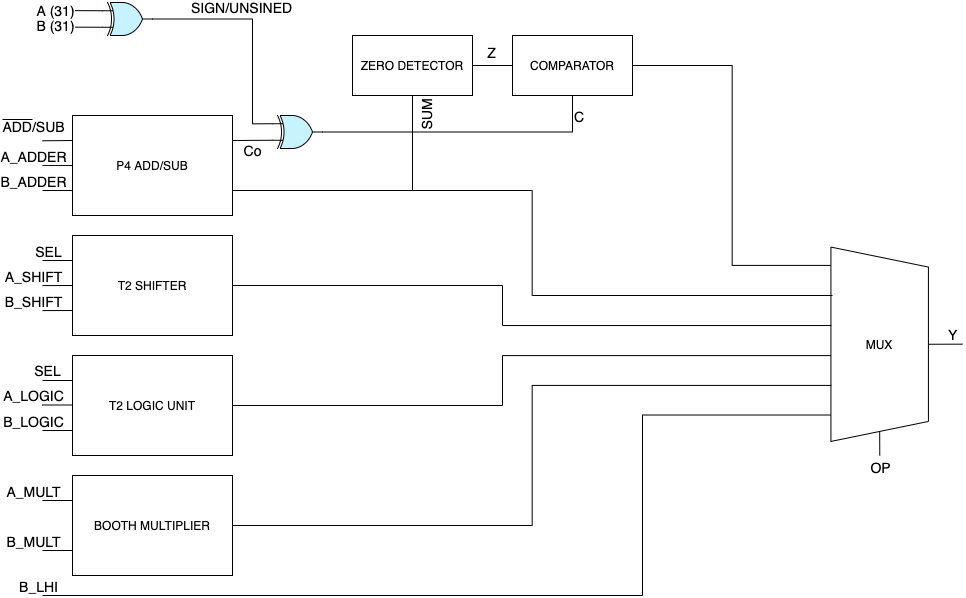 A (31)
B (31)
SIGN/UNSINED
ZERO DETECTOR
Z
COMPARATOR
SUM
C
ADD/SUB
A_ADDER
B_ADDER
P4 ADD/SUB
Co
SEL
A_SHIFT
B_SHIFT
T2 SHIFTER
MUX
Y
OP
SEL
A_LOGIC
B_LOGIC
T2 LOGIC UNIT
A_MULT
B_MULT
BOOTH MULTIPLIER
B_LHI